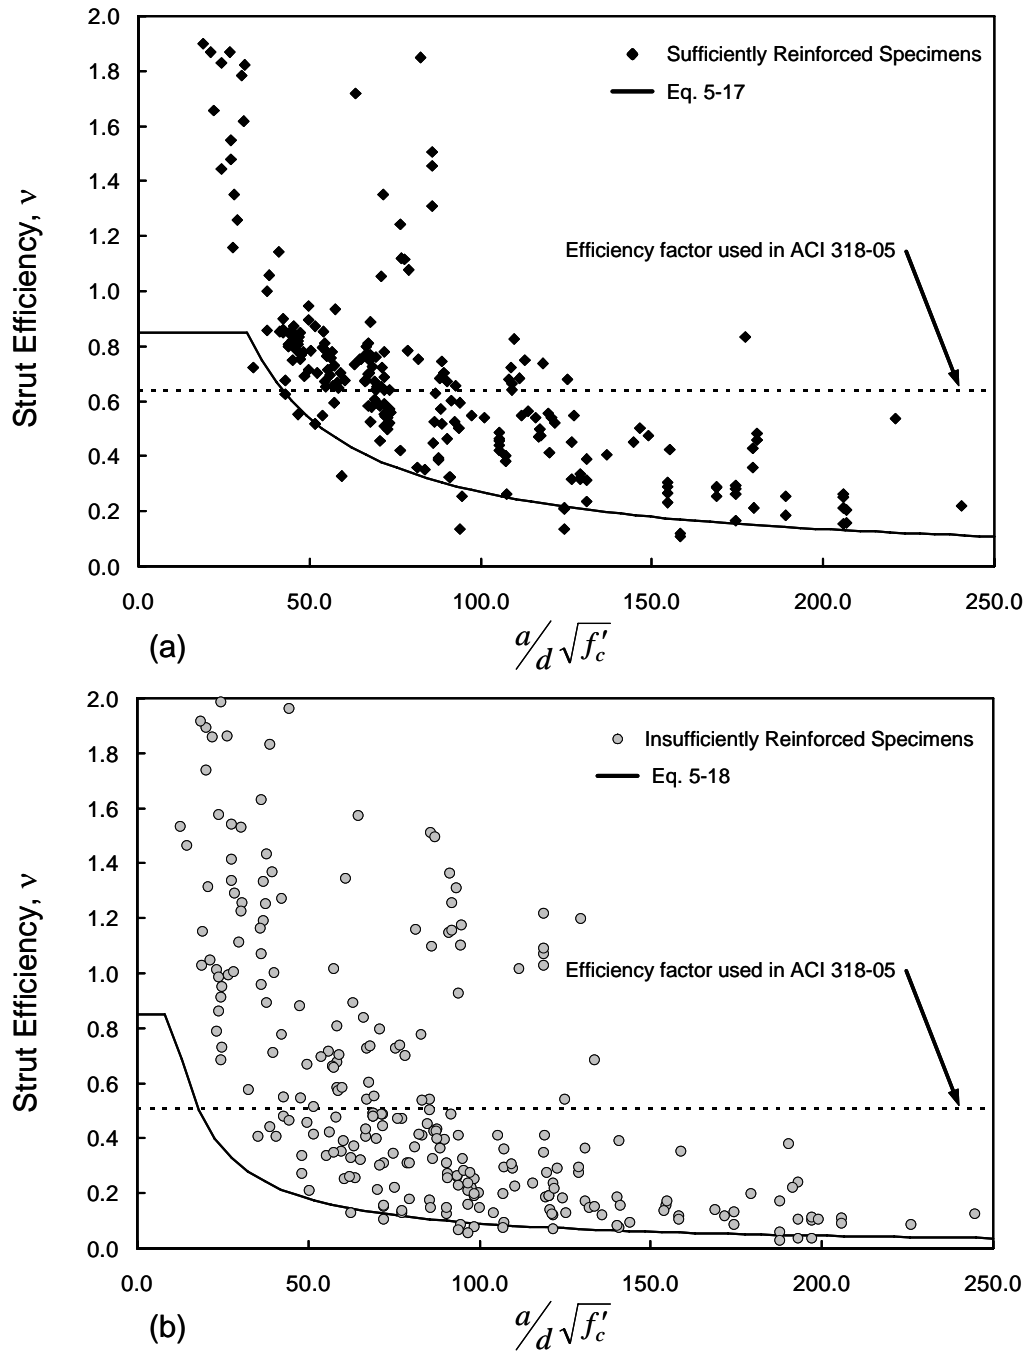 2.0
1.8
1.6
1.4
1.2
1.0
0.8
0.6
0.4
0.2
0.0
Strut Efficiency, ν
Sufficiently Reinforced Specimens
Eq. 5-17
Efficiency factor used in ACI 318-05
0.0 50.0 100.0 150.0 200.0 250.0
(a)
a/d √f′c
2.0
1.8
1.6
1.4
1.2
1.0
0.8
0.6
0.4
0.2
0.0
Strut Efficiency, ν
Insufficiently Reinforced Specimens
Eq. 5-18
Efficiency factor used in ACI 318-05
0.0 50.0 100.0 150.0 200.0 250.0
(b)
a/d √f′c